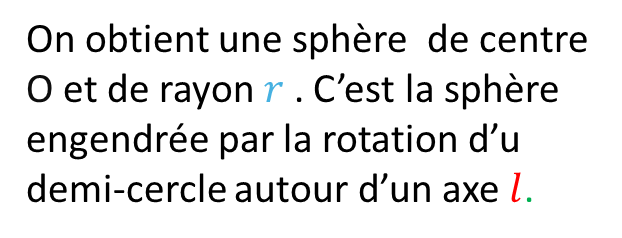 On obtient une sphère de centre
O et de rayon r . C’est la sphère
engendrée par la rotation d’u
demi-cercle autour d’un axe l.